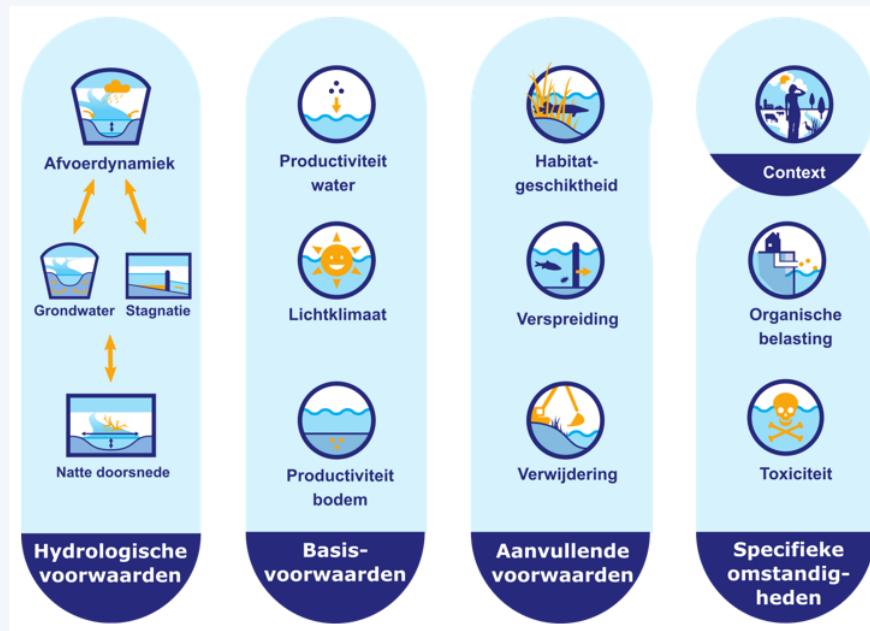 Afvoerdynamiek
Grondwater
Stagnatie
Natte doorsnede
Hydrologische
voorwaarden
Productiviteit
water
Lichtklimaat
Productiviteit
bodem
Basis-
voorwaarden
Habitat-
geschiktheid
Verspreiding
Verwijdering
Aanvullende
voorwaarden
Context
Organische
belasting
Toxiciteit
Specifieke
omstandig-
heden